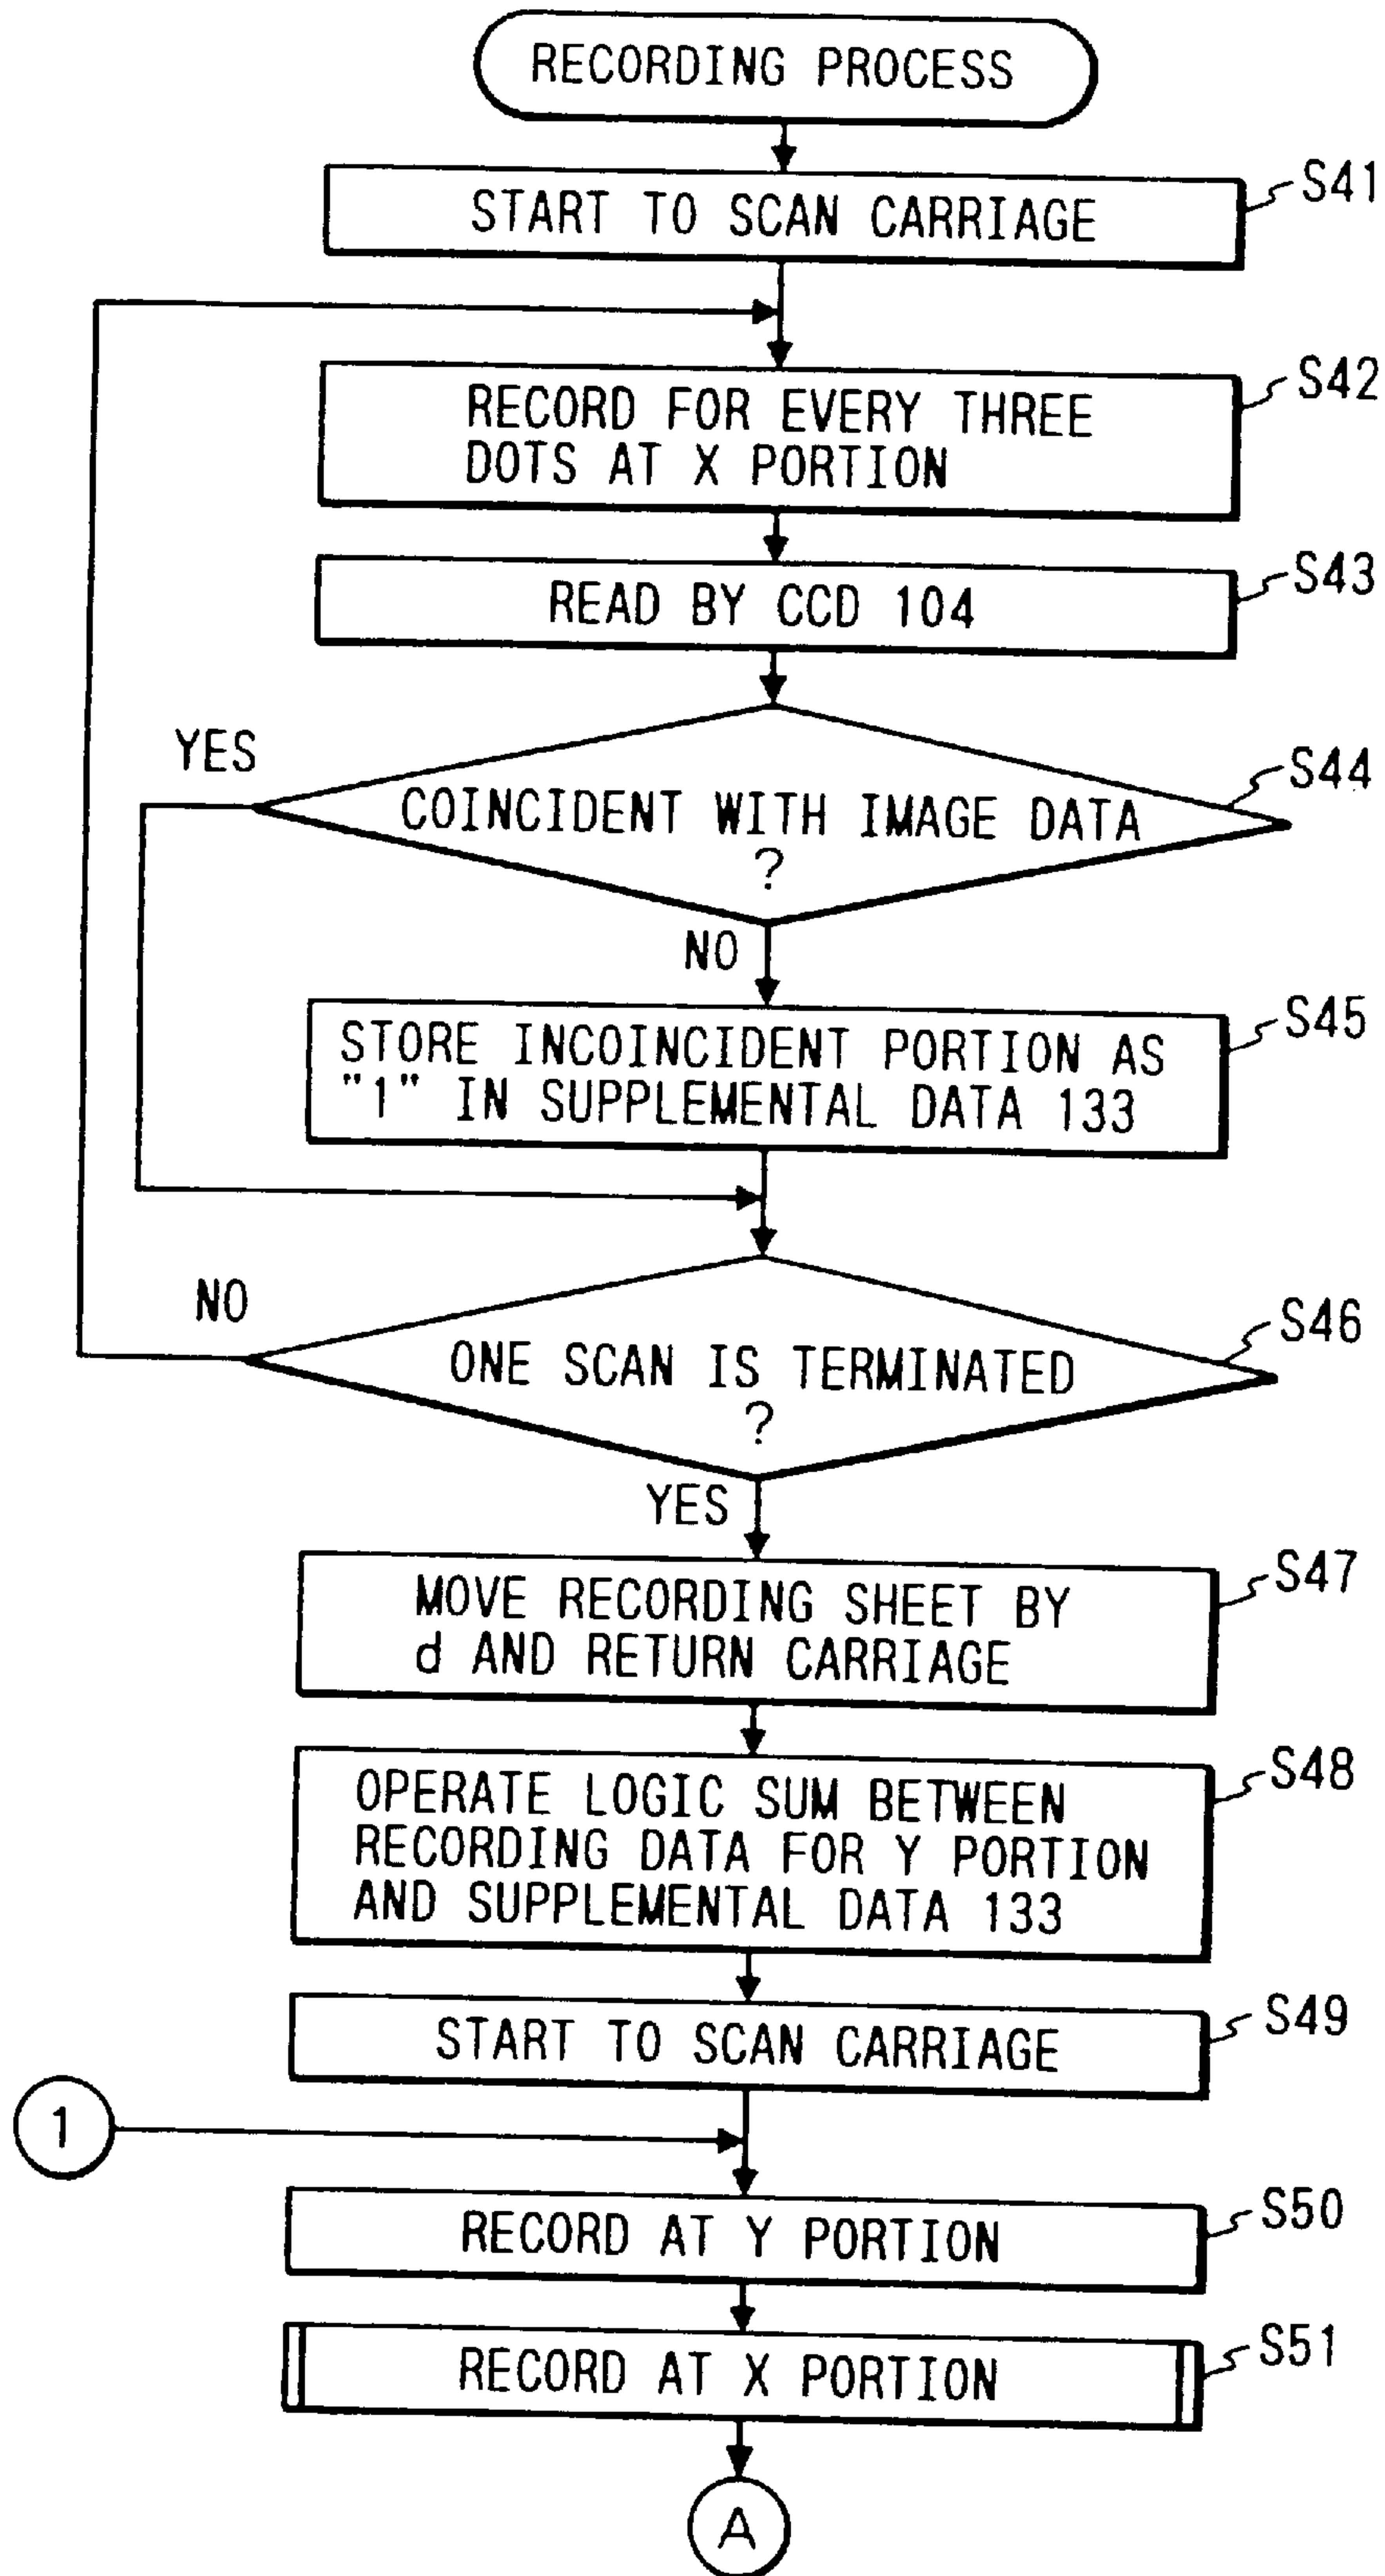 RECORDING PROCESS
START TO SCAN CARRIAGE
S41
RECORD FOR EVERY THREE
DOTS AT X PORTION
S42
READ BY CCD 104
S43
YES
COINCIDENT WITH IMAGE DATA
?
S44
NO
STORE INCOINCIDENT PORTION AS
"1" IN SUPPLEMENTAL DATA 133
S45
NO
ONE SCAN IS TERMINATED
?
S46
YES
MOVE RECORDING SHEET BY
d AND RETURN CARRIAGE
S47
OPERATE LOGIC SUM BETWEEN
RECORDING DATA FOR Y PORTION
AND SUPPLEMENTAL DATA 133
S48
START TO SCAN CARRIAGE
S49
1
RECORD AT Y PORTION
S50
RECORD AT X PORTION
S51
A